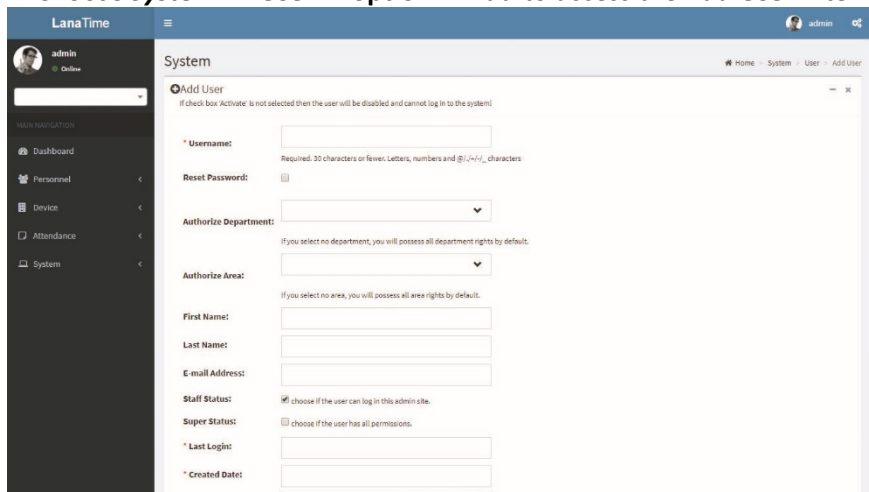 LanaTime
admin
admin
Online
System
Home > System > User > Add User
Add User
If check box 'Activate' is not selected then the user will be disabled and cannot log in to the system!
MAIN NAVIGATION
Dashboard
Personnel
Device
Attendance
System
* Username:
Required. 30 characters or fewer. Letters, numbers and @/./+/-/_ characters
Reset Password:
Authorize Department:
If you select no department, you will possess all department rights by default.
Authorize Area:
If you select no area, you will possess all area rights by default.
First Name:
Last Name:
E-mail Address:
Staff Status:
choose if the user can log in this admin site.
Super Status:
choose if the user has all permissions.
* Last Login:
* Created Date: